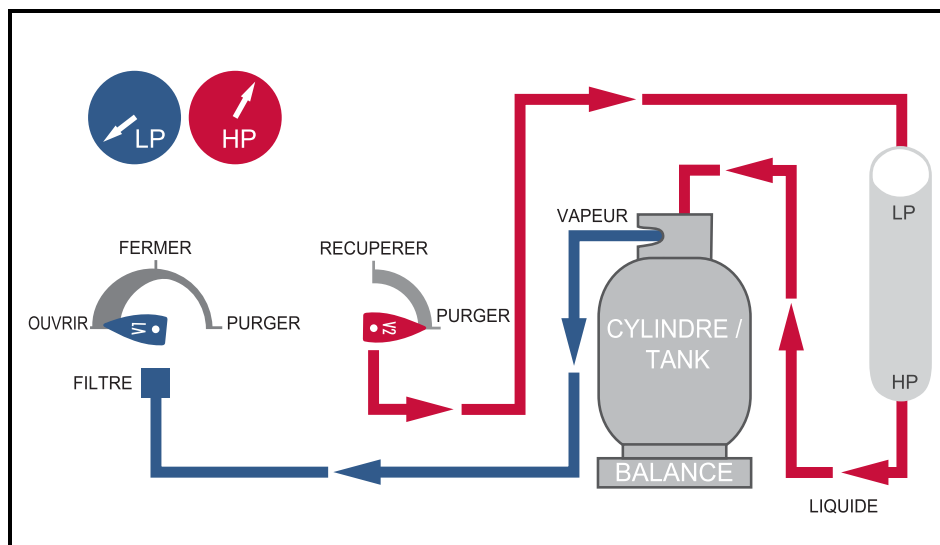 LP
HP
VAPEUR
FERMER
RECUPERER
LP
OUVRIR
V1
PURGER
V2
PURGER
CYLINDRE /
TANK
FILTRE
HP
BALANCE
LIQUIDE